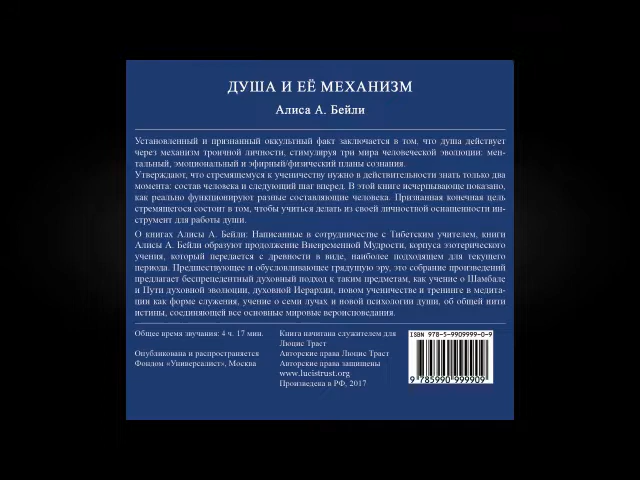 ДУША И ЕЁ МЕХАНИЗМ
Алиса А. Бейли
Установленный и признанный оккультный факт заключается в том, что душа действует
через механизм троичной личности, стимулируя три мира человеческой эволюции: мен-
тальный, эмоциональный и эфирный/физический планы сознания.
Утверждают, что стремящемуся к ученичеству нужно в действительности знать только два
момента: состав человека и следующий шаг вперед. В этой книге исчерпывающе показано,
как реально функционируют разные составляющие человека. Признанная конечная цель
стремящегося состоит в том, чтобы учиться делать из своей личностной оснащенности ин-
струмент для работы души.
О книгах Алисы А. Бейли: Написанные в сотрудничестве с Тибетским учителем, книги
Алисы А. Бейли образуют продолжение Вневременной Мудрости, корпуса эзотерического
учения, который передается с древности в виде, наиболее подходящем для текущего
периода. Предшествующее и обусловливающее грядущую эру, это собрание произведений
предлагает беспрецедентный духовный подход к таким предметам, как учение о Шамбале
и Пути духовной эволюции, духовной Иерархии, новом ученичестве и тренинге в медита-
ции как форме служения, учение о семи лучах и новой психологии души, об общей нити
истины, соединяющей все основные мировые вероисповедания.
Общее время звучания: 4 ч. 17 мин.
Опубликована и распространяется
Фондом «Универсалист», Москва
Книга начитана служителем для
Люцис Траст
Авторские права Люцис Траст
Авторские права защищены
www.lucistrust.org
Произведена в РФ, 2017
ISBN 978-5-9909999-0-9
9 785990 999909